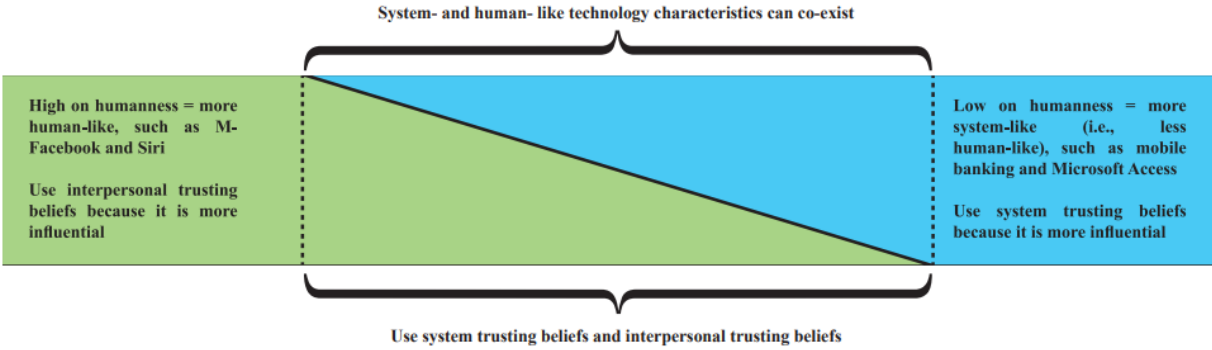 System- and human- like technology characteristics can co-exist
High on humanness = more
human-like, such as M-
Facebook and Siri
Use interpersonal trusting
beliefs because it is more
influential
Low on humanness = more
system-like (i.e., less
human-like), such as mobile
banking and Microsoft Access
Use system trusting beliefs
because it is more influential
Use system trusting beliefs and interpersonal trusting beliefs